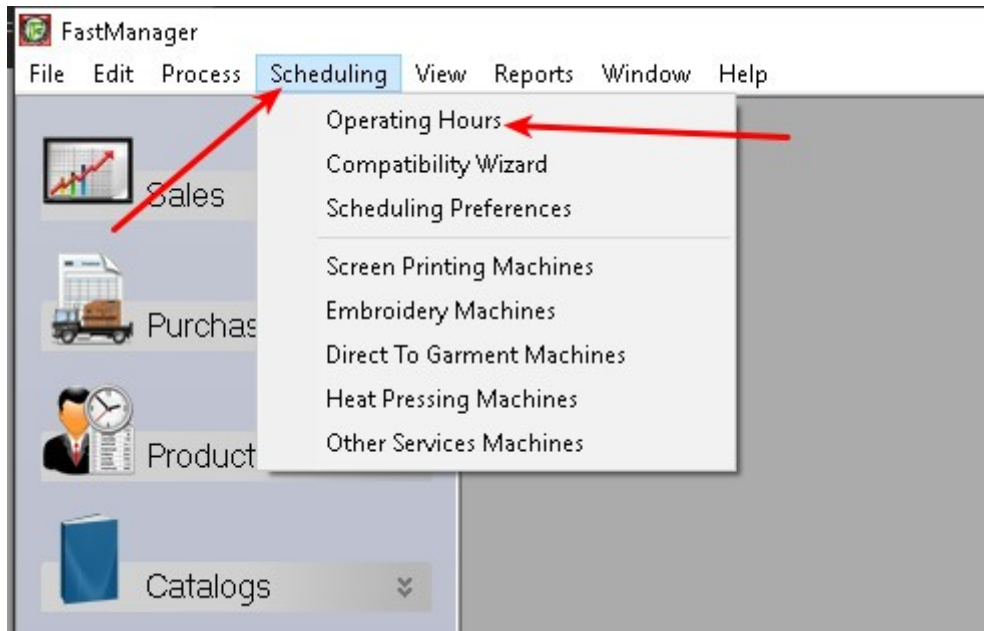 FastManager
File Edit Process Scheduling View Reports Window Help
Operating Hours
Compatibility Wizard
Scheduling Preferences
Screen Printing Machines
Embroidery Machines
Direct To Garment Machines
Heat Pressing Machines
Other Services Machines
Sales
Purchas
Product
Catalogs